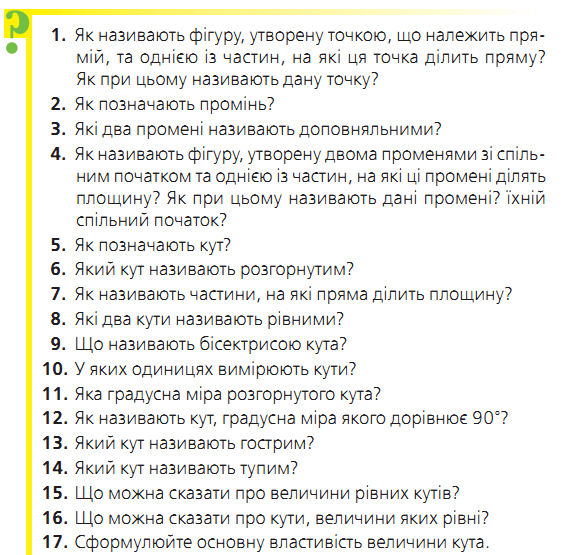 1. Як називають фігуру, утворену точкою, що належить пря-
мій, та однією із частин, на які ця точка ділить пряму?
Як при цьому називають дану точку?
2. Як позначають промінь?
3. Які два промені називають доповняльними?
4. Як називають фігуру, утворену двома променями зі спіль-
ним початком та однією із частин, на які ці промені ділять
площину? Як при цьому називають дані промені? їхній
спільний початок?
5. Як позначають кут?
6. Який кут називають розгорнутим?
7. Як називають частини, на які пряма ділить площину?
8. Які два кути називають рівними?
9. Що називають бісектрисою кута?
10. У яких одиницях вимірюють кути?
11. Яка градусна міра розгорнутого кута?
12. Як називають кут, градусна міра якого дорівнює 90°?
13. Який кут називають гострим?
14. Який кут називають тупим?
15. Що можна сказати про величини рівних кутів?
16. Що можна сказати про кути, величини яких рівні?
17. Сформулюйте основну властивість величини кута.